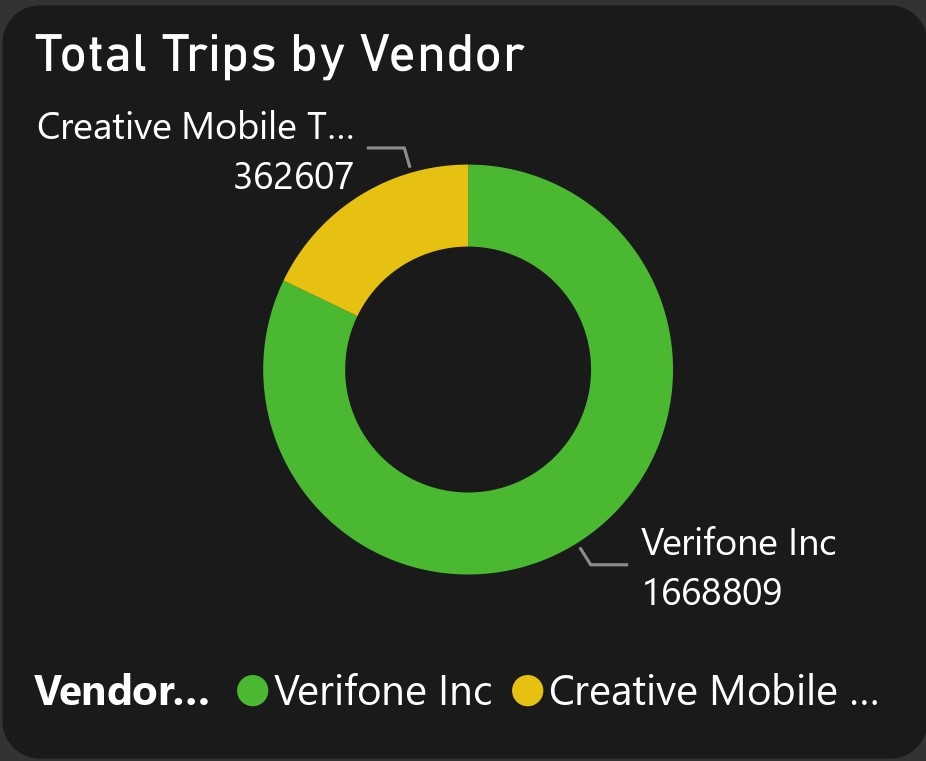 Total Trips by Vendor
Creative Mobile T...
362607
Verifone Inc
1668809
Vendor... Verifone Inc Creative Mobile ...